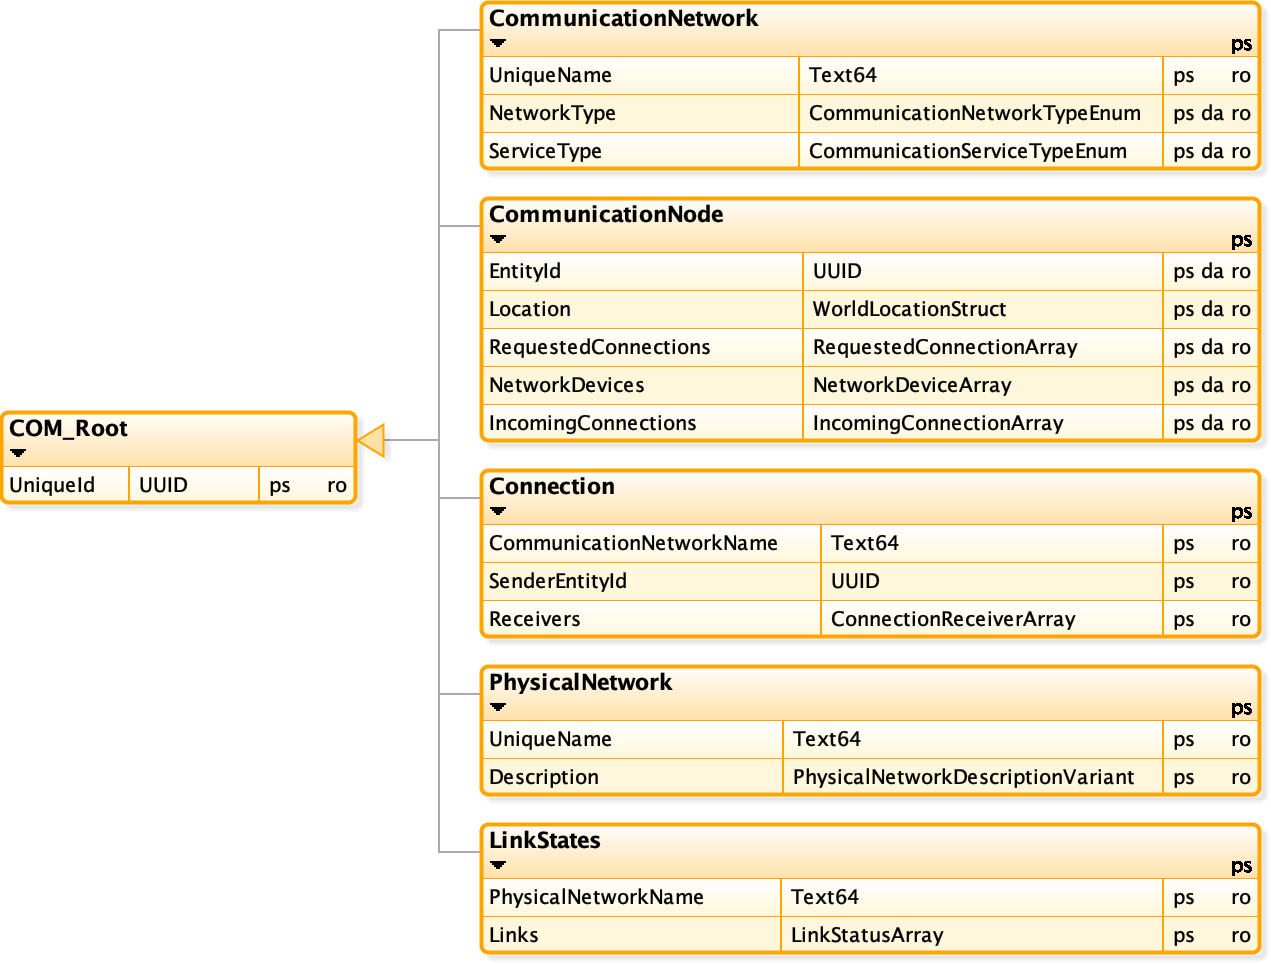 CommunicationNetwork
ps
UniqueName Text64 ps ro
NetworkType CommunicationNetworkTypeEnum ps da ro
ServiceType CommunicationServiceTypeEnum ps da ro
CommunicationNode
ps
EntityId UUID ps da ro
Location WorldLocationStruct ps da ro
RequestedConnections RequestedConnectionArray ps da ro
NetworkDevices NetworkDeviceArray ps da ro
IncomingConnections IncomingConnectionArray ps da ro
COM_Root
UniqueId UUID ps ro
Connection
ps
CommunicationNetworkName Text64 ps ro
SenderEntityId UUID ps ro
Receivers ConnectionReceiverArray ps ro
PhysicalNetwork
ps
UniqueName Text64 ps ro
Description PhysicalNetworkDescriptionVariant ps ro
LinkStates
ps
PhysicalNetworkName Text64 ps ro
Links LinkStatusArray ps ro